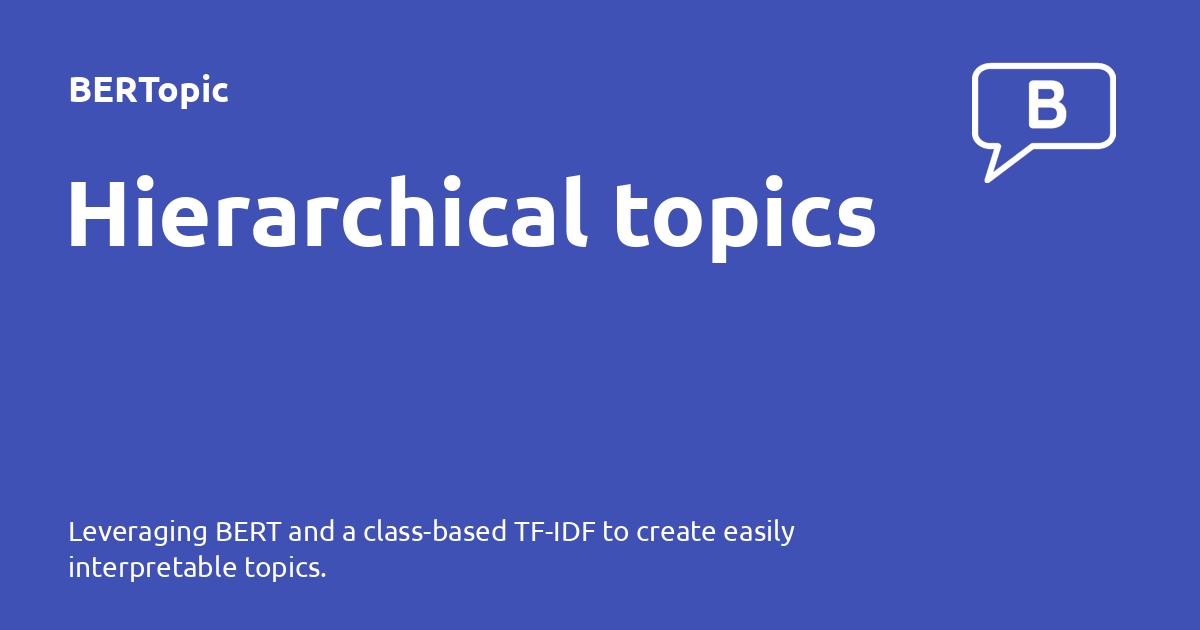 BERTopic
B
Hierarchical topics
Leveraging BERT and a class-based TF-IDF to create easily
interpretable topics.